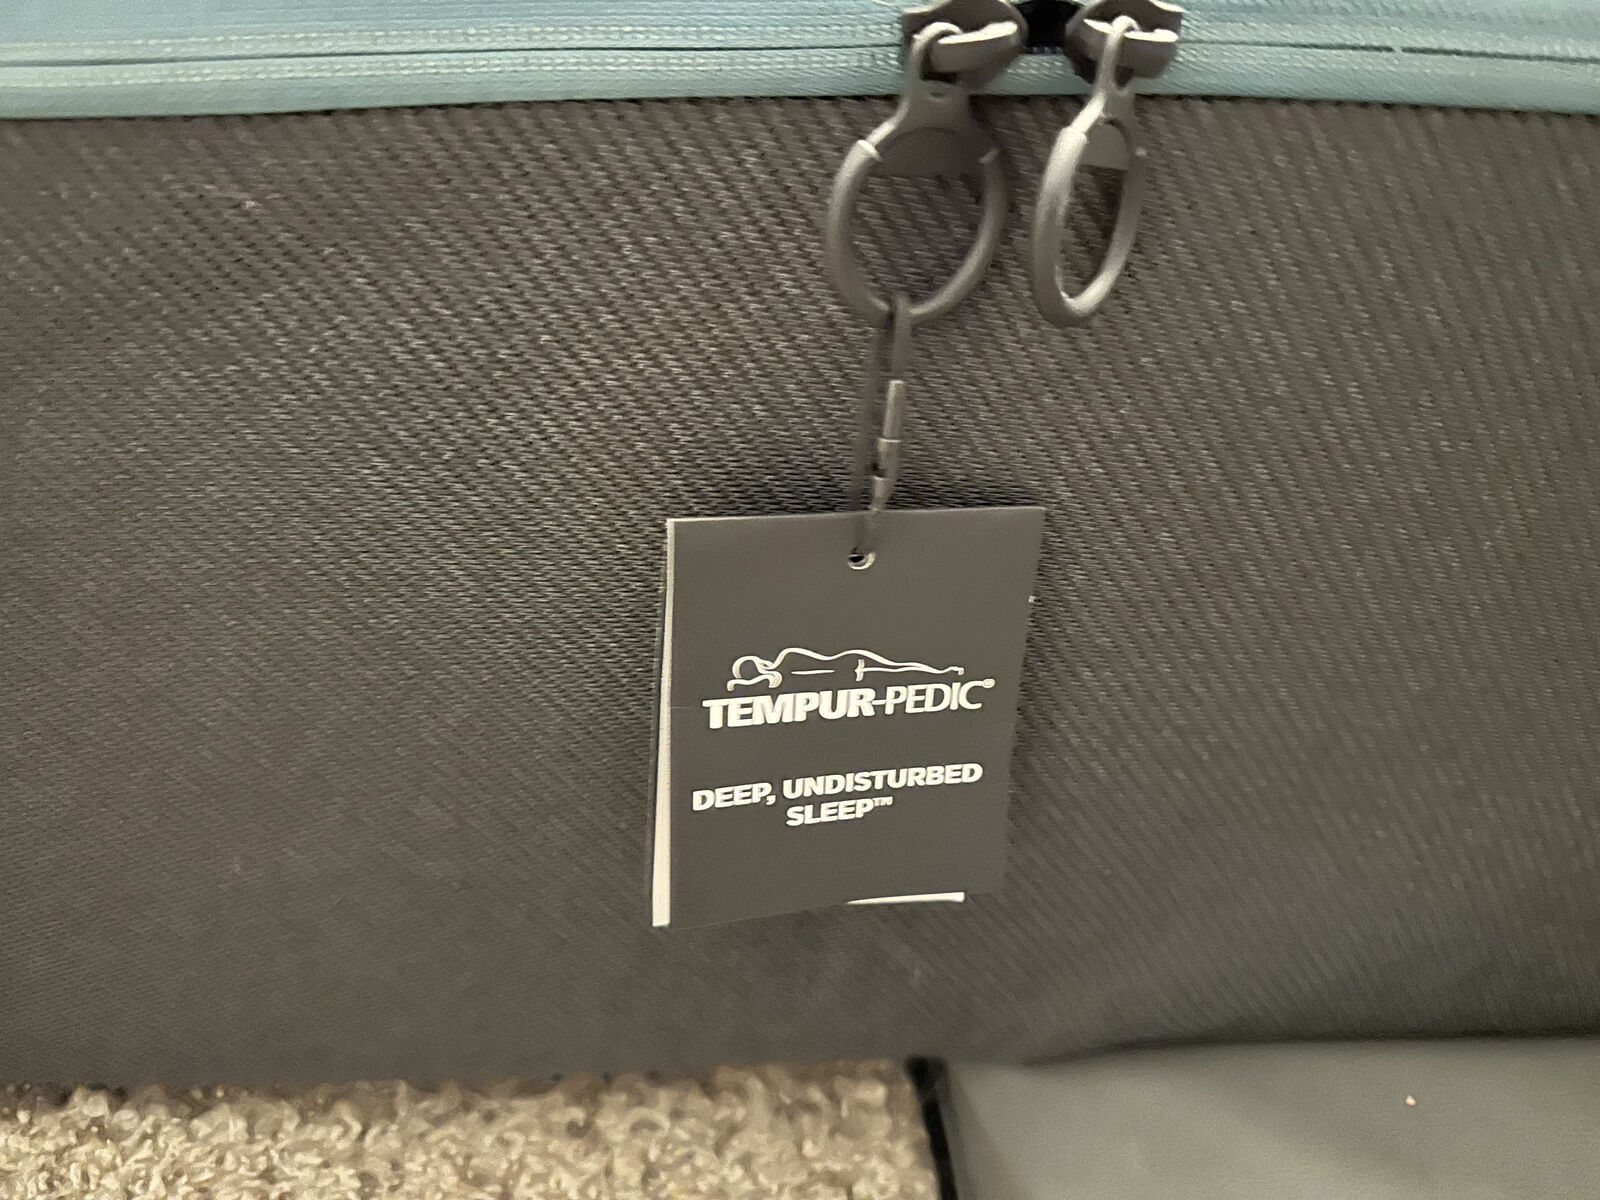 TEMPUR-PEDIC®
DEEP, UNDISTURBED
SLEEP™